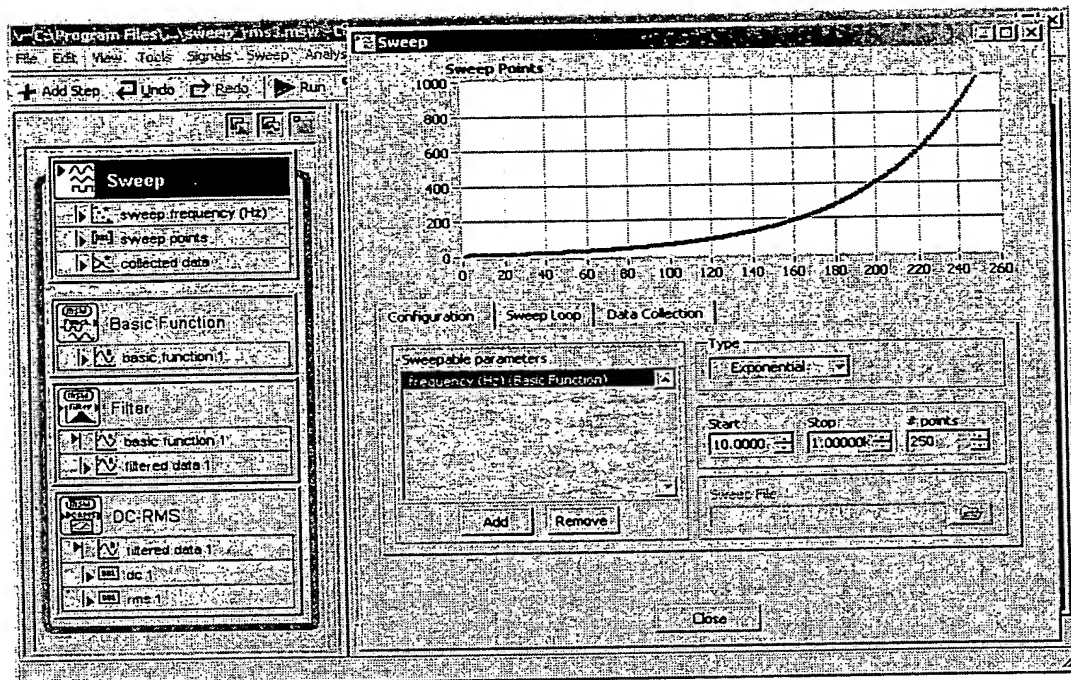 C:\Program Files\...\sweep_rms3.msw - C
File Edit View Tools Signals Sweep Analys
Add Step Undo Redo Run
Sweep
sweep frequency (Hz)
sweep points
collected data
Basic Function
basic function 1
Filter
basic function 1
filtered data 1
DC-RMS
filtered data 1
dc 1
rms 1
Sweep
Sweep Points
1000
800
600
400
200
0
0 20 40 60 80 100 120 140 160 180 200 220 240 260
Configuration Sweep Loop Data Collection
Sweepable parameters
frequency (Hz) (Basic Function)
Add Remove
Type
Exponential
Start Stop # points
10.0000 1.00000k 250
Sweep File
Close